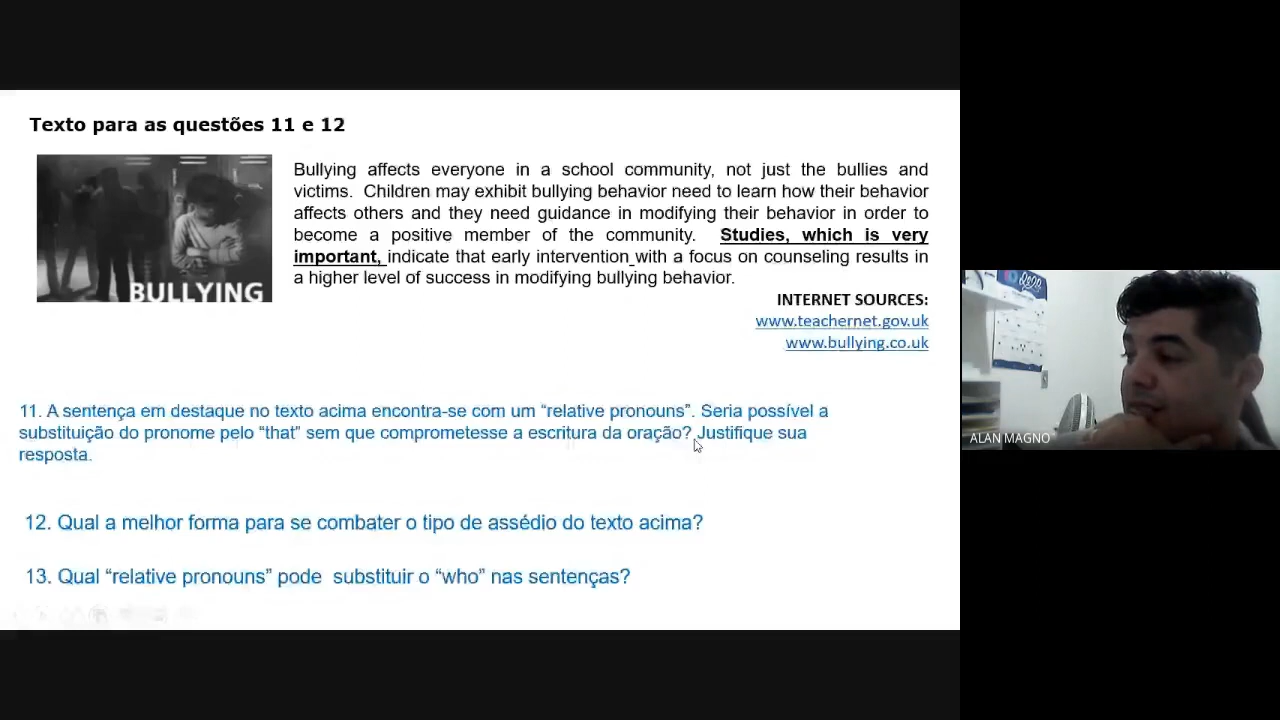 Texto para as questões 11 e 12
BULLYING
Bullying affects everyone in a school community, not just the bullies and
victims. Children may exhibit bullying behavior need to learn how their behavior
affects others and they need guidance in modifying their behavior in order to
become a positive member of the community. Studies, which is very
important, indicate that early intervention with a focus on counseling results in
a higher level of success in modifying bullying behavior.
INTERNET SOURCES:
www.teachernet.gov.uk
www.bullying.co.uk
11. A sentença em destaque no texto acima encontra-se com um “relative pronouns”. Seria possível a
substituição do pronome pelo “that” sem que comprometesse a escritura da oração? Justifique sua
resposta.
12. Qual a melhor forma para se combater o tipo de assédio do texto acima?
13. Qual “relative pronouns” pode substituir o “who” nas sentenças?
ALAN MAGNO